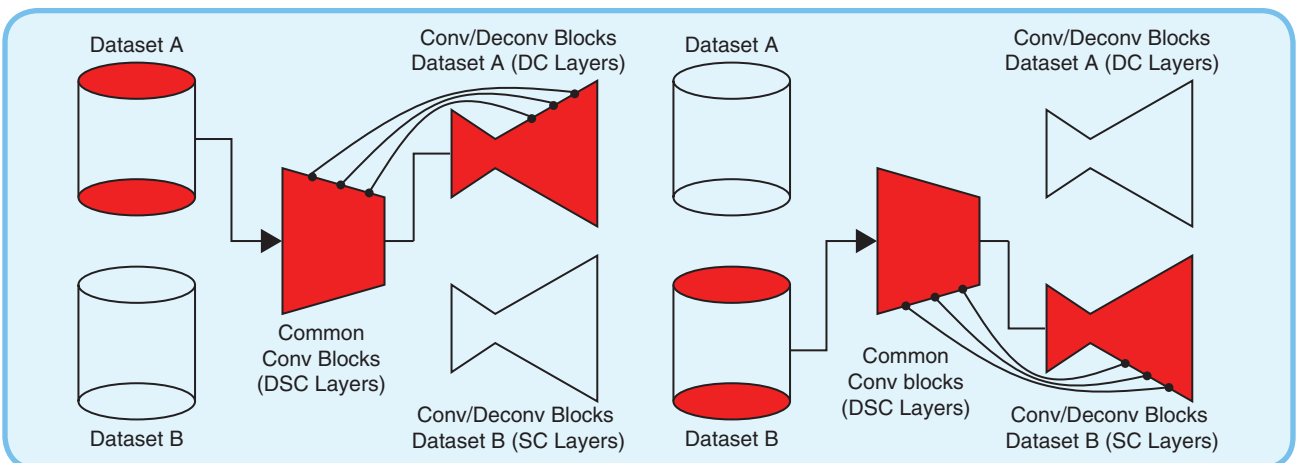 Dataset A
Conv/Deconv Blocks
Dataset A (DC Layers)
Common
Conv Blocks
(DSC Layers)
Dataset B
Conv/Deconv Blocks
Dataset B (SC Layers)
Dataset A
Conv/Deconv Blocks
Dataset A (DC Layers)
Common
Conv blocks
(DSC Layers)
Dataset B
Conv/Deconv Blocks
Dataset B (SC Layers)